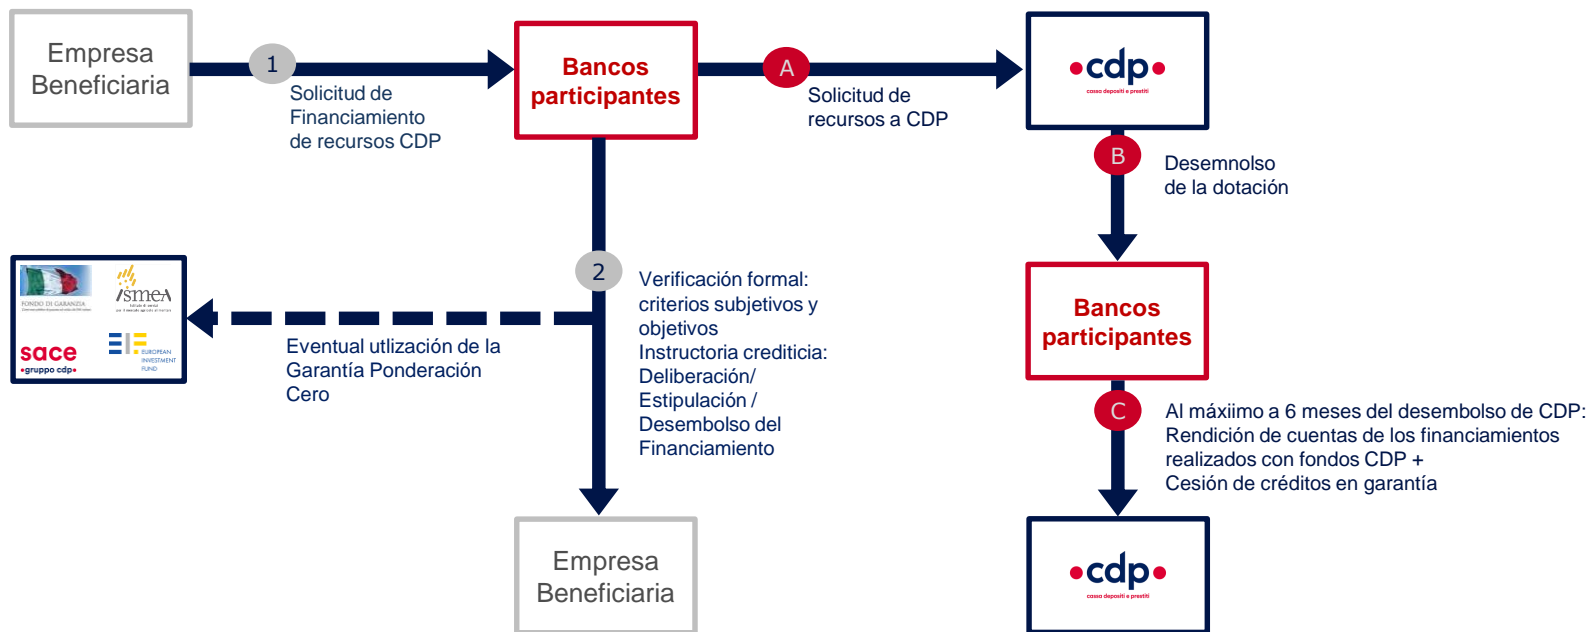 Empresa
Beneficiaria
1
Solicitud de
Financiamiento
de recursos CDP
Bancos
participantes
A
Solicitud de
recursos a CDP
cdp
cassa depositi e prestiti
B
Desemnolso
de la dotación
FONDO DI GARANZIA
ismea
sace
gruppo cdp
EIF
EUROPEAN
INVESTMENT
FUND
Eventual utlización de la
Garantía Ponderación
Cero
2
Verificación formal:
criterios subjetivos y
objetivos
Instructoria crediticia:
Deliberación/
Estipulación /
Desembolso del
Financiamiento
Bancos
participantes
C
Al máxiimo a 6 meses del desembolso de CDP:
Rendición de cuentas de los financiamientos
realizados con fondos CDP +
Cesión de créditos en garantía
Empresa
Beneficiaria
cdp
cassa depositi e prestiti